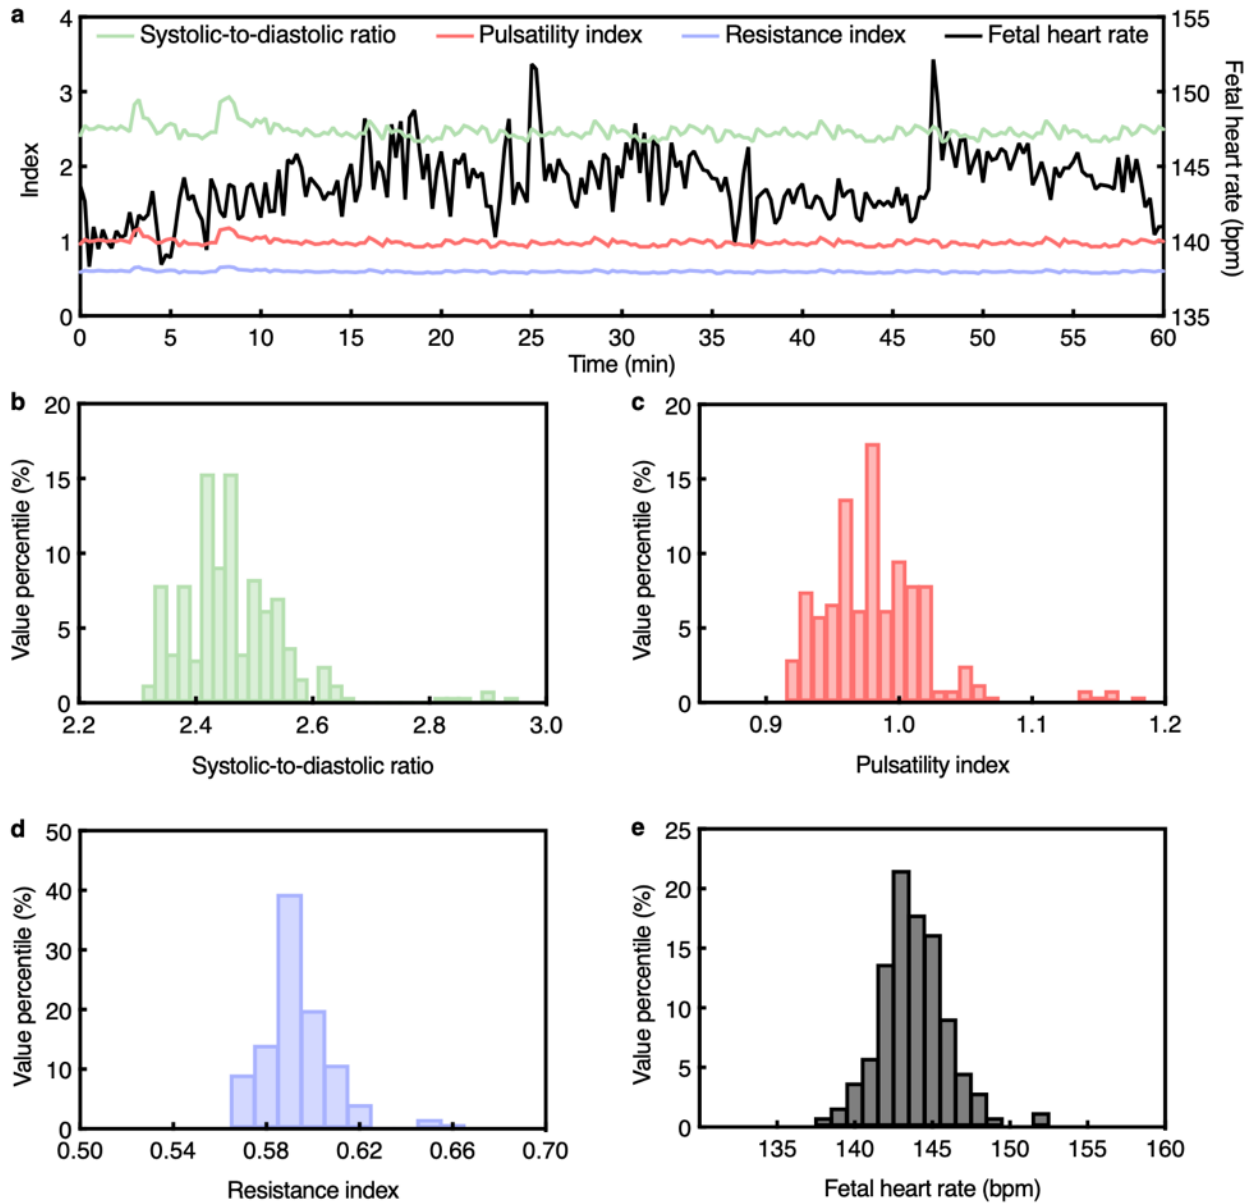 a
4 Systolic-to-diastolic ratio Pulsatility index Resistance index Fetal heart rate 155
3 150
2 145
1 140
0 135
Index
Fetal heart rate (bpm)
0 5 10 15 20 25 30 35 40 45 50 55 60
Time (min)
b
20
15
10
5
0
Value percentile (%)
2.2 2.4 2.6 2.8 3.0
Systolic-to-diastolic ratio
c
20
15
10
5
0
Value percentile (%)
0.9 1.0 1.1 1.2
Pulsatility index
d
50
40
30
20
10
0
Value percentile (%)
0.50 0.54 0.58 0.62 0.66 0.70
Resistance index
e
25
20
15
10
5
0
Value percentile (%)
135 140 145 150 155 160
Fetal heart rate (bpm)